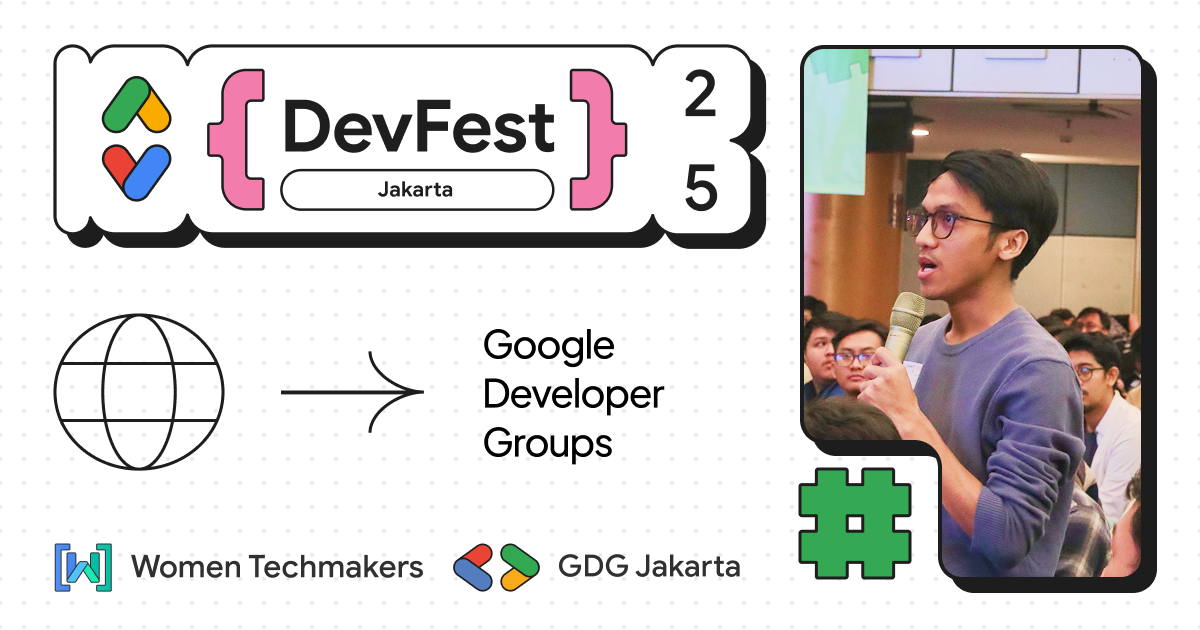 DevFest
Jakarta
2
5
Google
Developer
Groups
Women Techmakers
GDG Jakarta